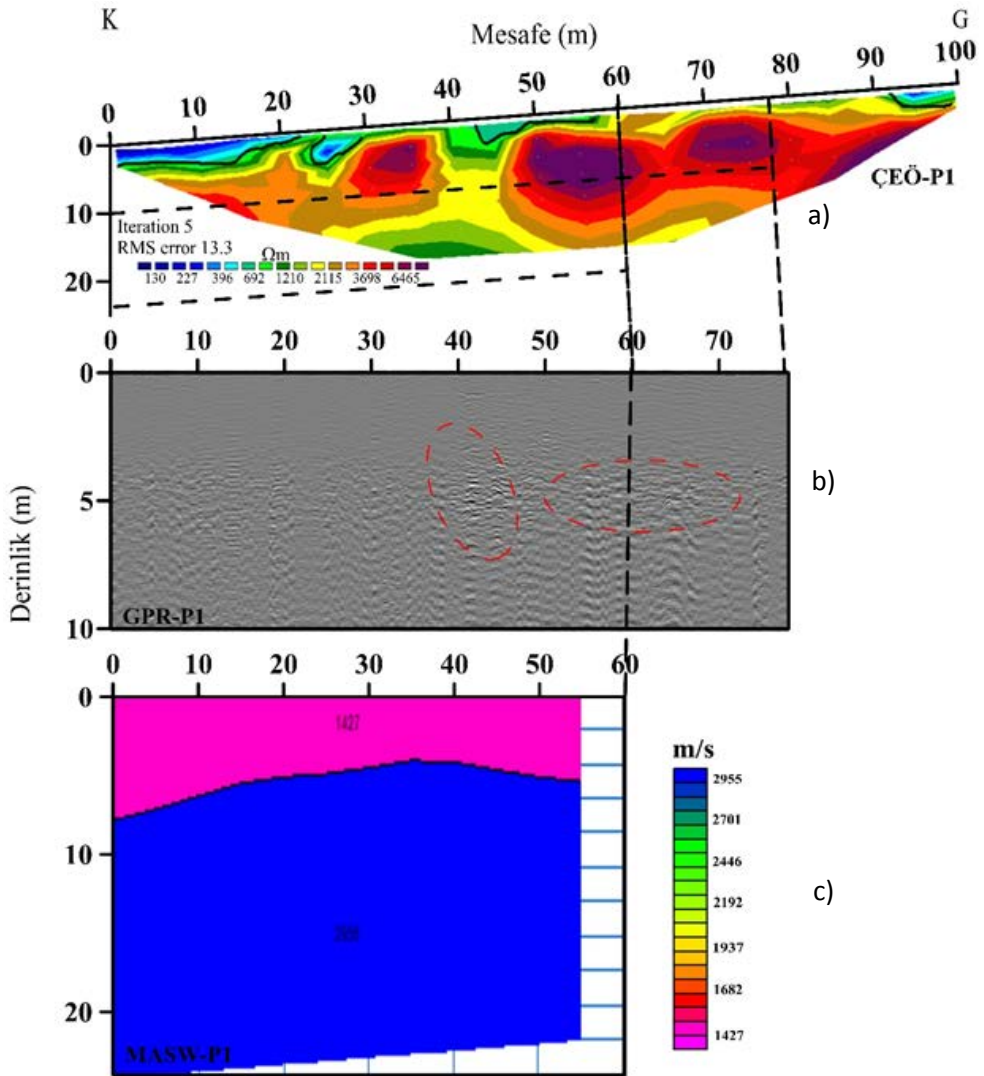 K
G
Mesafe (m)
0 10 20 30 40 50 60 70 80 90 100
0
10
20
ÇEÖ-P1
a)
Iteration 5
RMS error 13.3
Ωm
130 227 396 692 1210 2115 3698 6465
0 10 20 30 40 50 60 70
0
5
10
Derinlik (m)
b)
GPR-P1
0 10 20 30 40 50 60
0
10
20
1427
MASW-P1
m/s
2955
2701
2446
2192
1937
1682
1427
c)